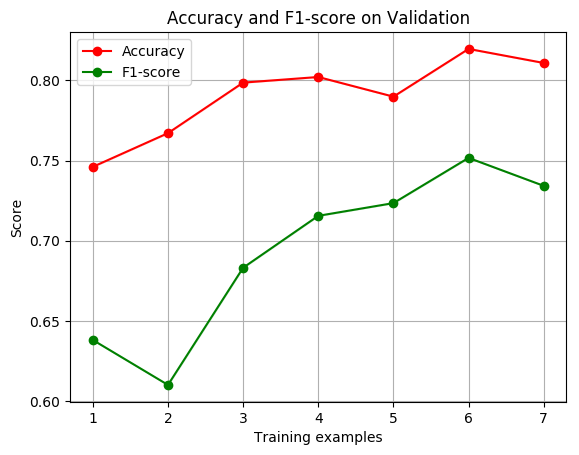 Accuracy and F1-score on Validation
Accuracy
F1-score
0.80
0.75
0.70
0.65
0.60
Score
1 2 3 4 5 6 7
Training examples